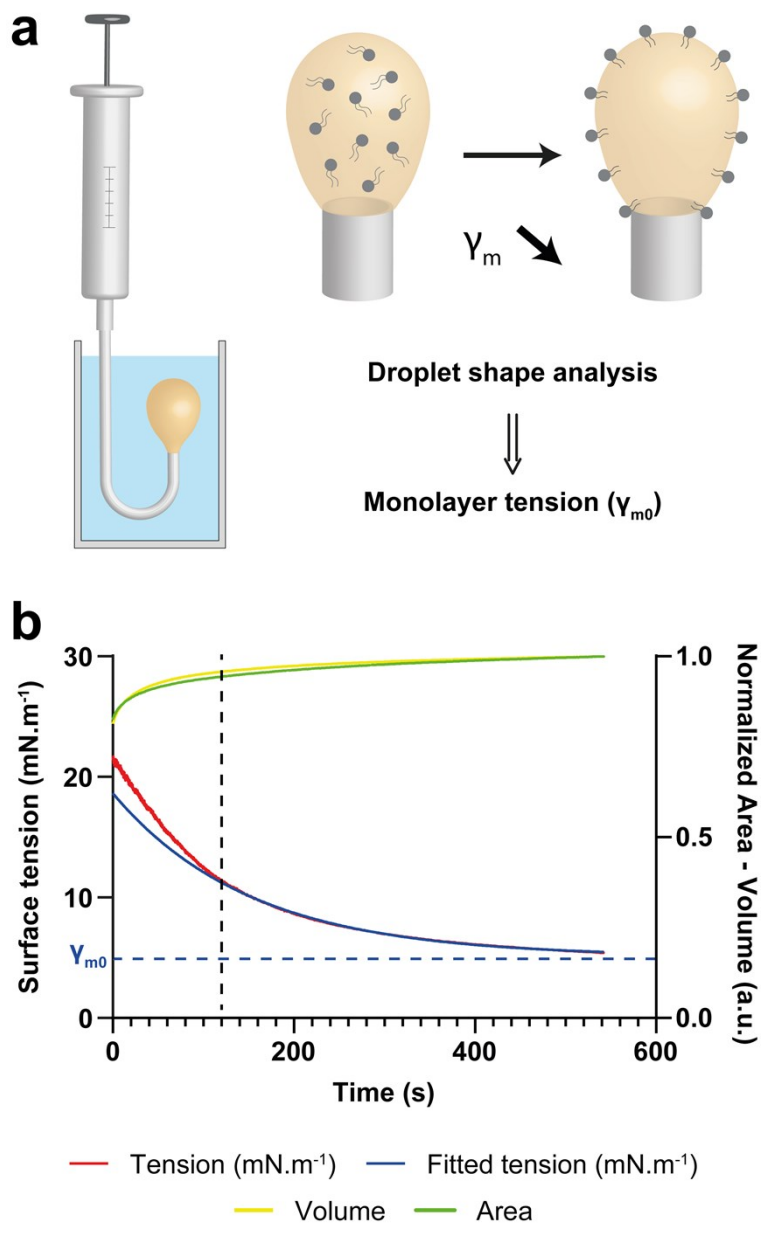 a
γm
Droplet shape analysis
Monolayer tension (γm0)
b
Surface tension (mN.m-1)
30
20
10
γm0
0
1.0
0.5
0.0
Normalized Area - Volume (a.u.)
0 200 400 600
Time (s)
Tension (mN.m-1) Fitted tension (mN.m-1)
Volume Area